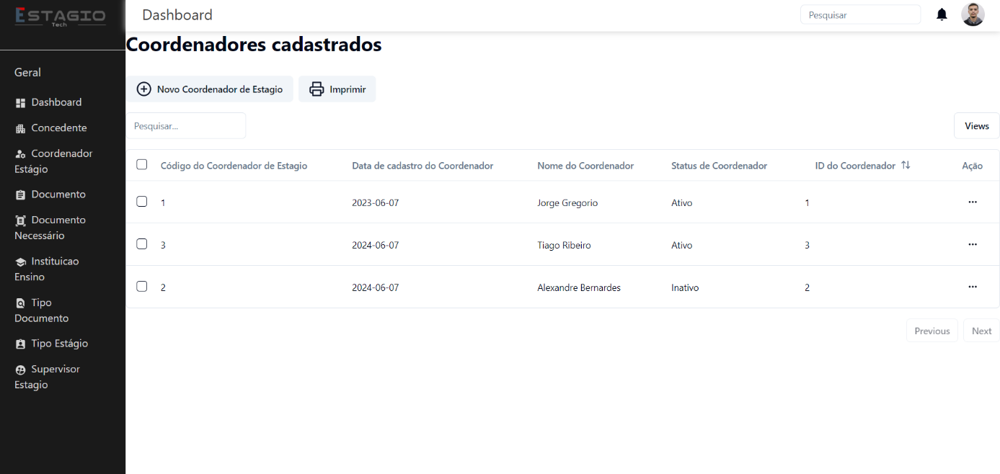 ESTAGIO
Tech
Dashboard
Pesquisar
Coordenadores cadastrados
Geral
Dashboard
Concedente
Coordenador
Estágio
Documento
Documento
Necessário
Instituicao
Ensino
Tipo
Documento
Tipo Estágio
Supervisor
Estagio
Novo Coordenador de Estagio
Imprimir
Pesquisar...
Views
Código do Coordenador de Estagio Data de cadastro do Coordenador Nome do Coordenador Status de Coordenador ID do Coordenador Ação
1 2023-06-07 Jorge Gregorio Ativo 1 ...
3 2024-06-07 Tiago Ribeiro Ativo 3 ...
2 2024-06-07 Alexandre Bernardes Inativo 2 ...
Previous Next